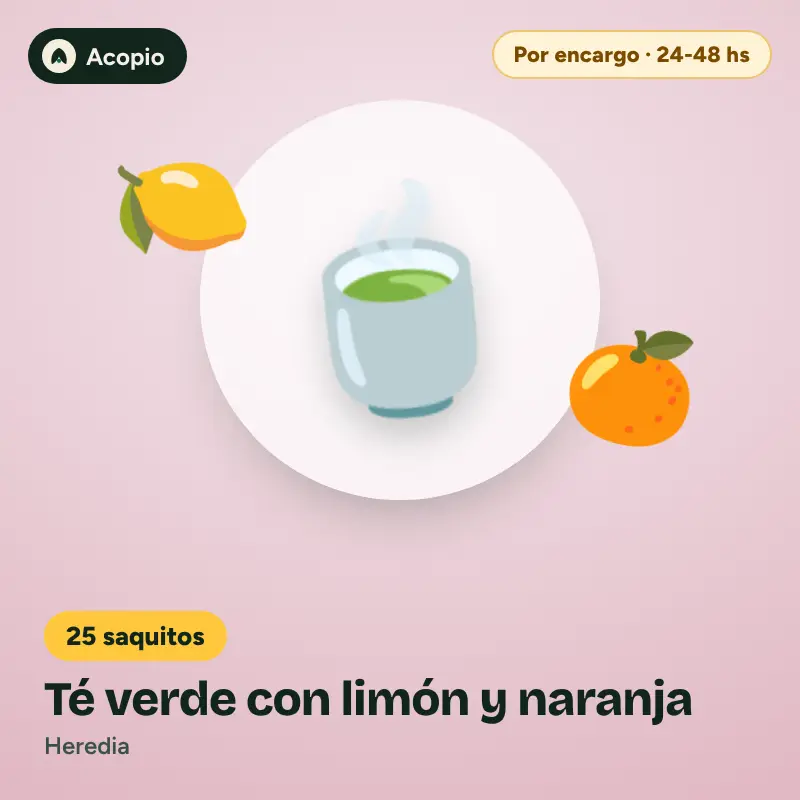 Acopio
Por encargo · 24-48 hs
25 saquitos
Té verde con limón y naranja
Heredia